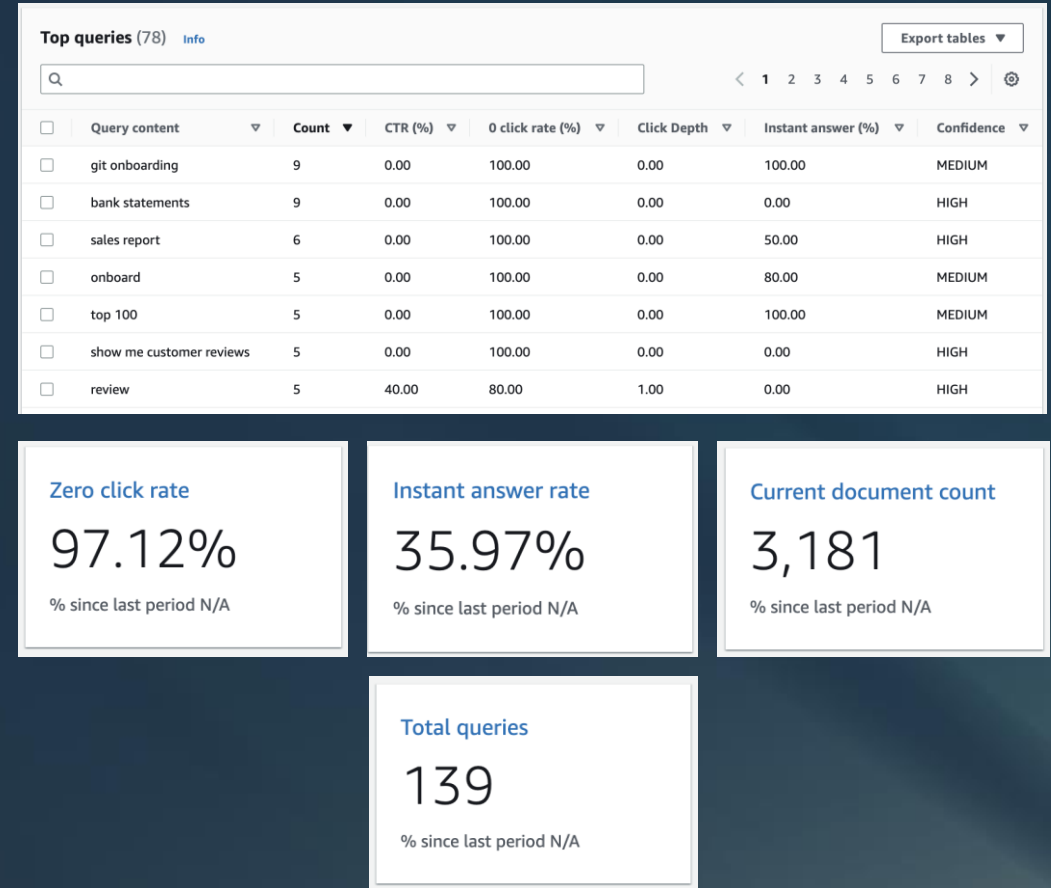 Top queries (78) Info Export tables
1 2 3 4 5 6 7 8
Query content Count CTR (%) 0 click rate (%) Click Depth Instant answer (%) Confidence
git onboarding 9 0.00 100.00 0.00 100.00 MEDIUM
bank statements 9 0.00 100.00 0.00 0.00 HIGH
sales report 6 0.00 100.00 0.00 50.00 HIGH
onboard 5 0.00 100.00 0.00 80.00 MEDIUM
top 100 5 0.00 100.00 0.00 100.00 MEDIUM
show me customer reviews 5 0.00 100.00 0.00 0.00 HIGH
review 5 40.00 80.00 1.00 0.00 HIGH
Zero click rate
97.12%
% since last period N/A
Instant answer rate
35.97%
% since last period N/A
Current document count
3,181
% since last period N/A
Total queries
139
% since last period N/A